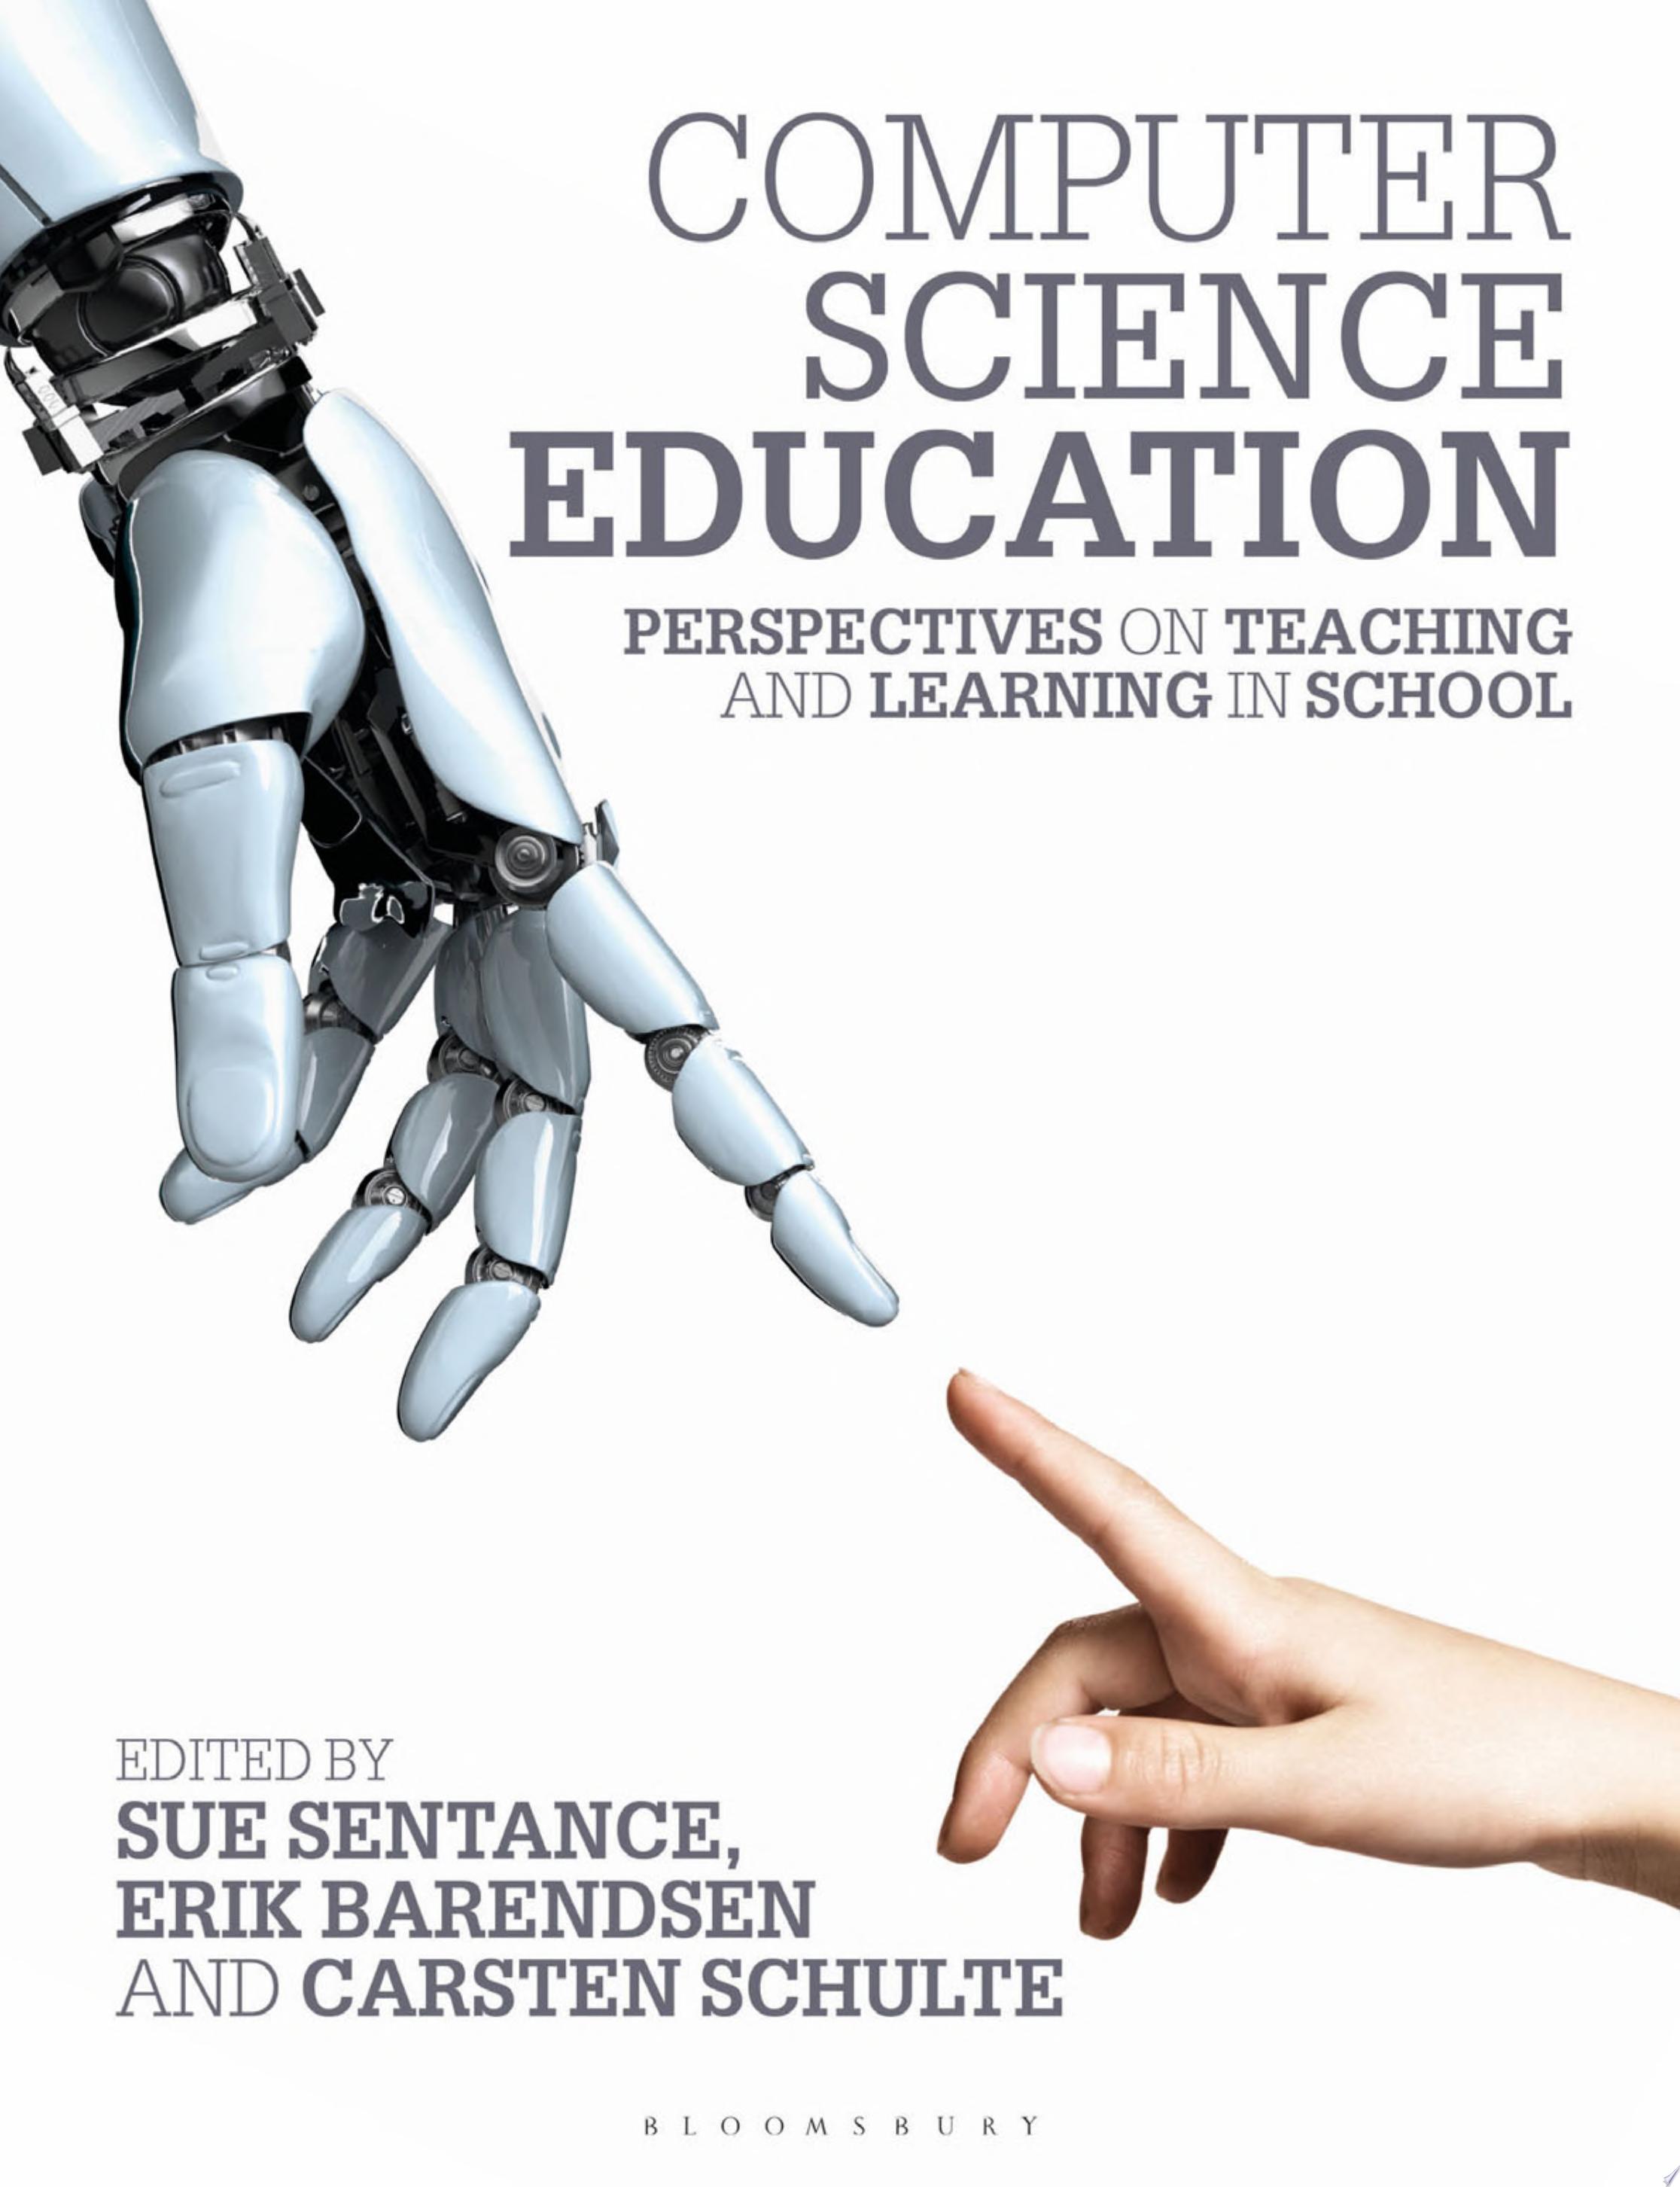 COMPUTER
SCIENCE
EDUCATION
PERSPECTIVES ON TEACHING
AND LEARNING IN SCHOOL
EDITED BY
SUE SENTANCE,
ERIK BARENDSEN
AND CARSTEN SCHULTE
BLOOMSBURY